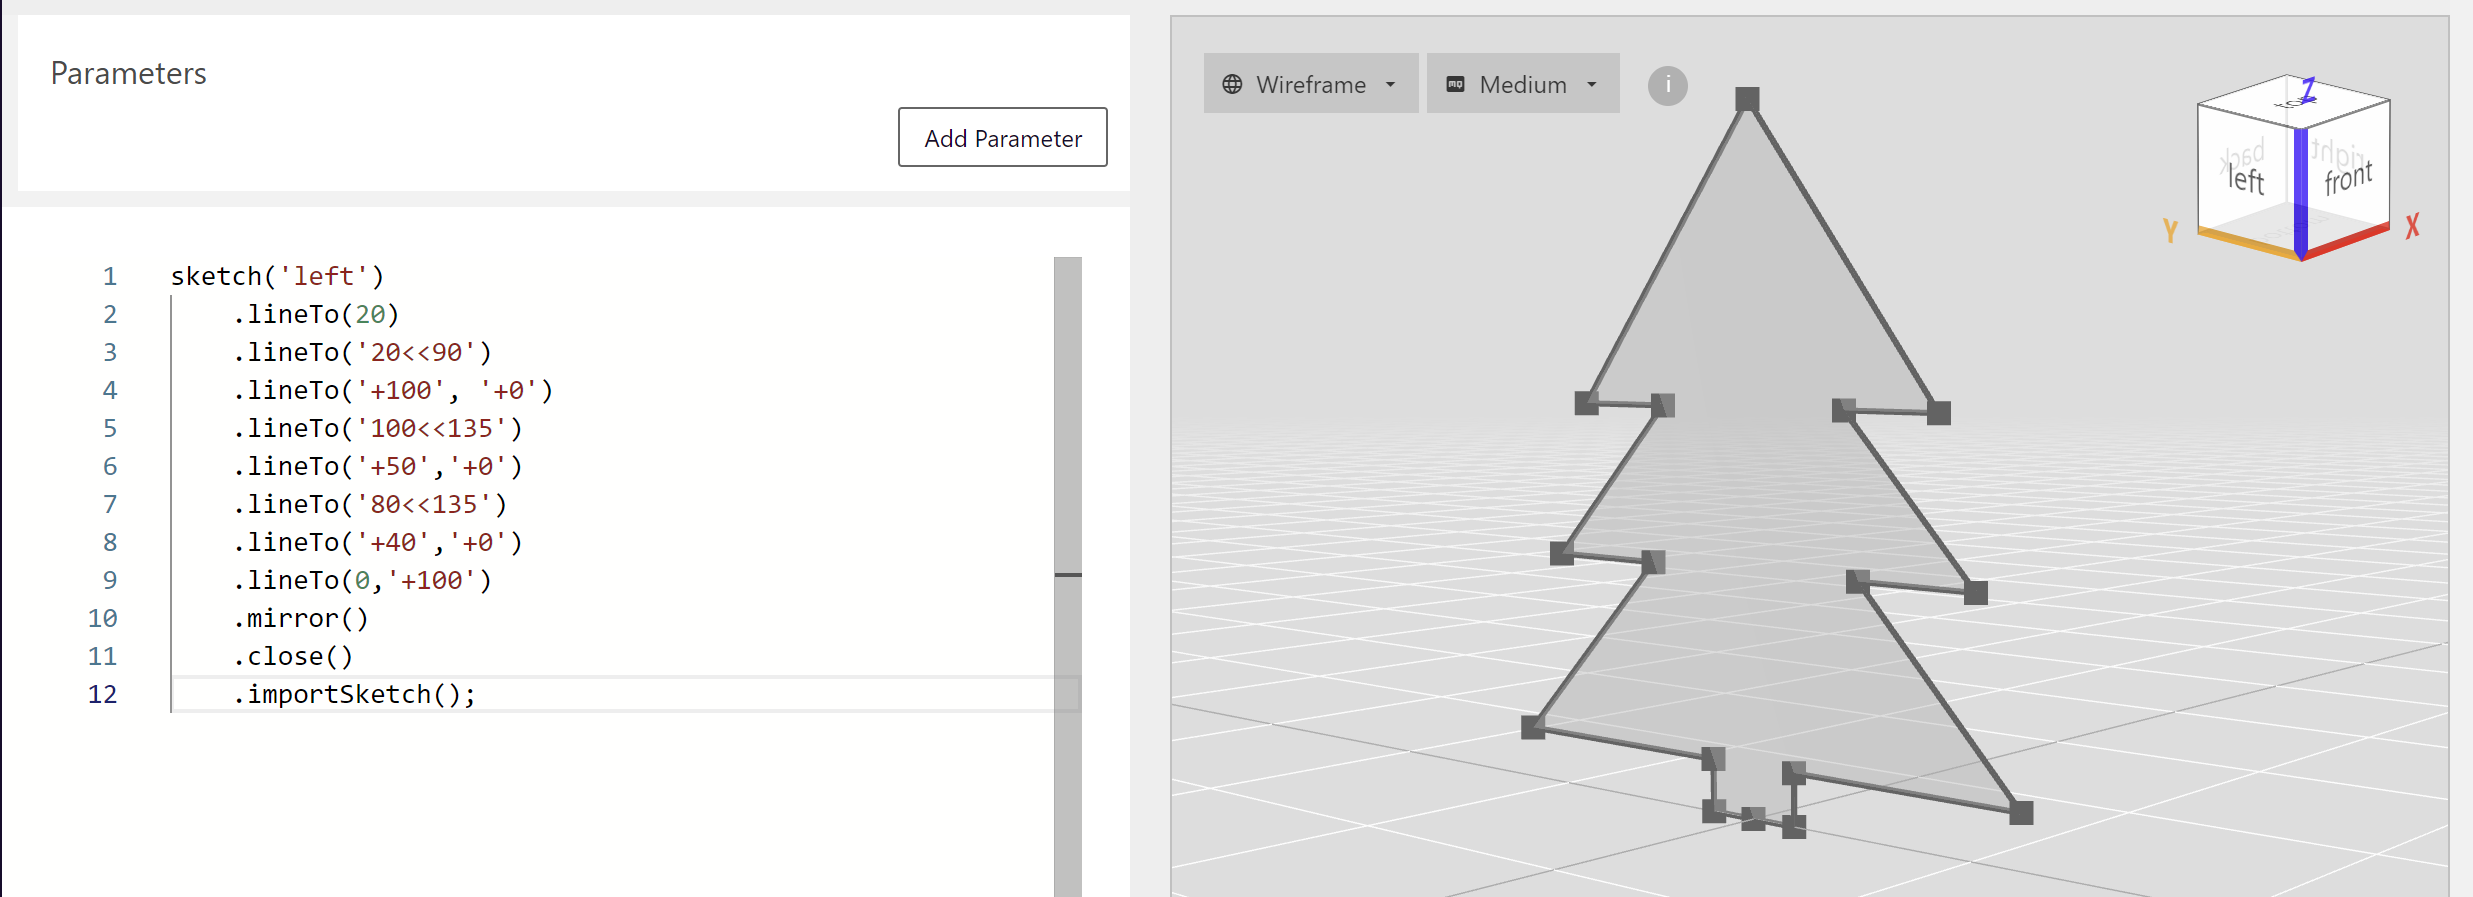 Parameters
Add Parameter
1 sketch('left')
2 .lineTo(20)
3 .lineTo('20<<90')
4 .lineTo('+100', '+0')
5 .lineTo('100<<135')
6 .lineTo('+50','+0')
7 .lineTo('80<<135')
8 .lineTo('+40','+0')
9 .lineTo(0,'+100')
10 .mirror()
11 .close()
12 .importSketch();
Wireframe
MQ Medium
i
Z
top
back
right
left
front
Y
X